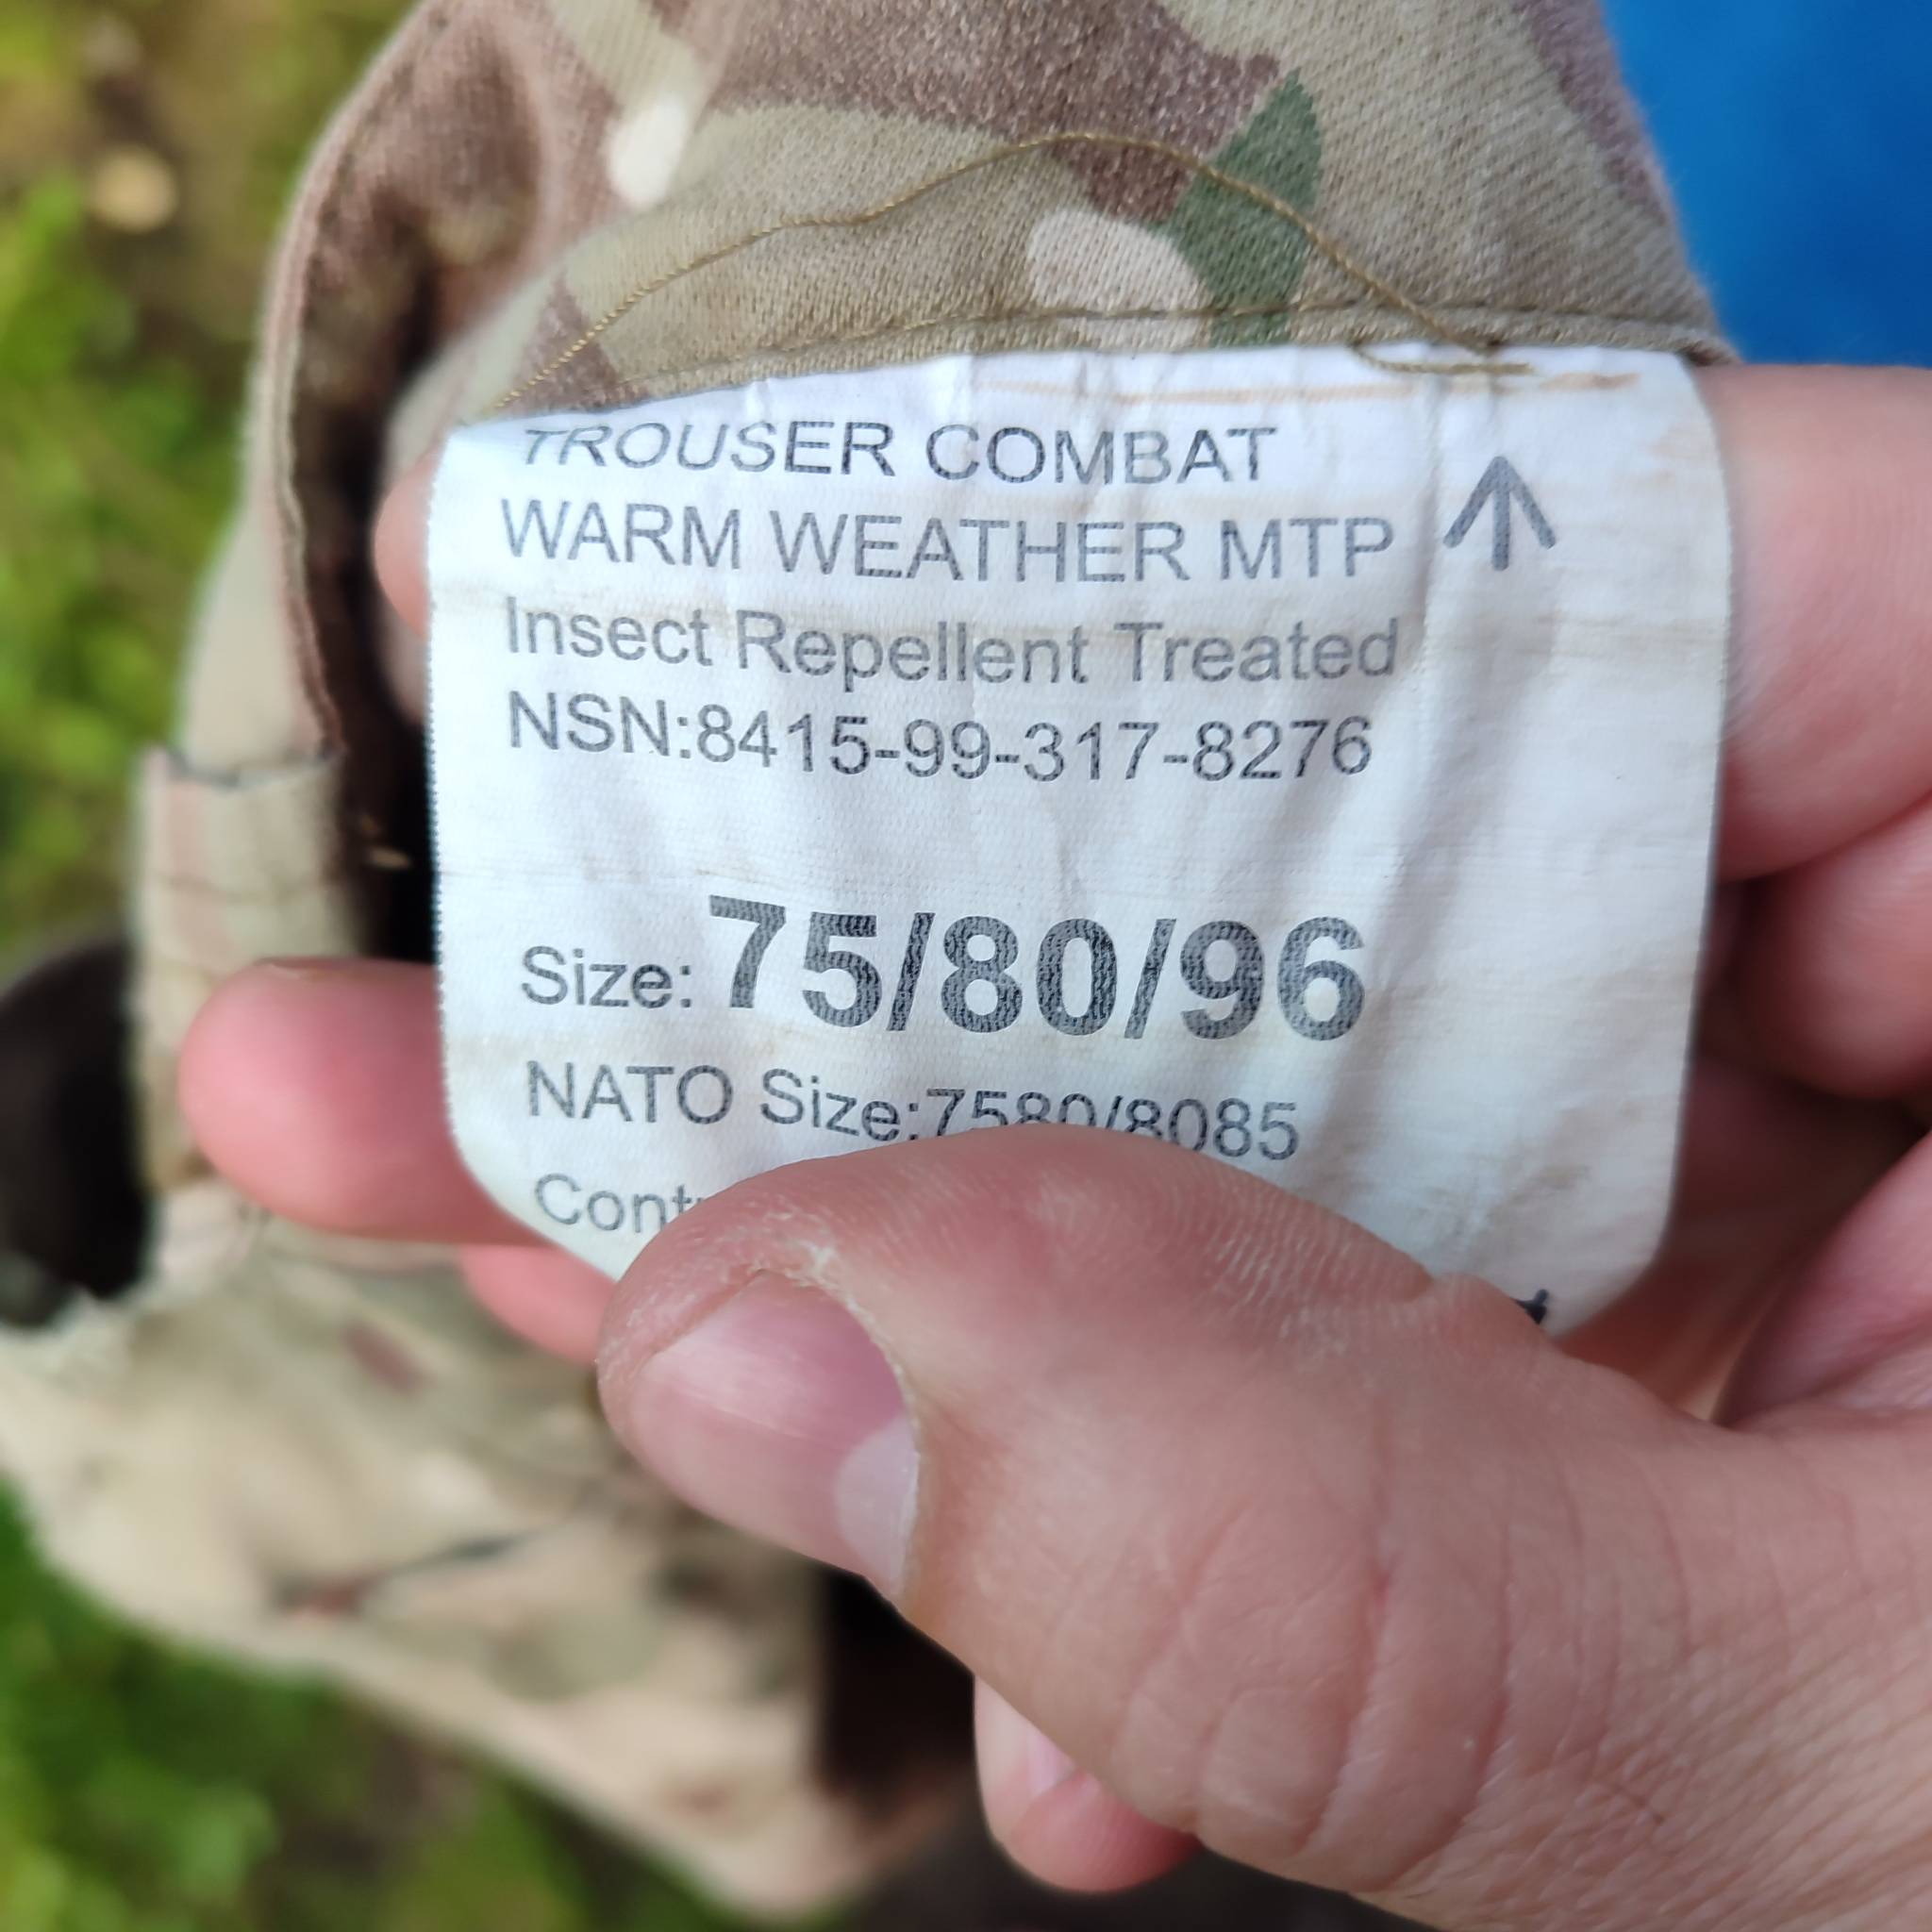 TROUSER COMBAT
WARM WEATHER MTP
Insect Repellent Treated
NSN:8415-99-317-8276
Size: 75/80/96
NATO Size:7580/8085